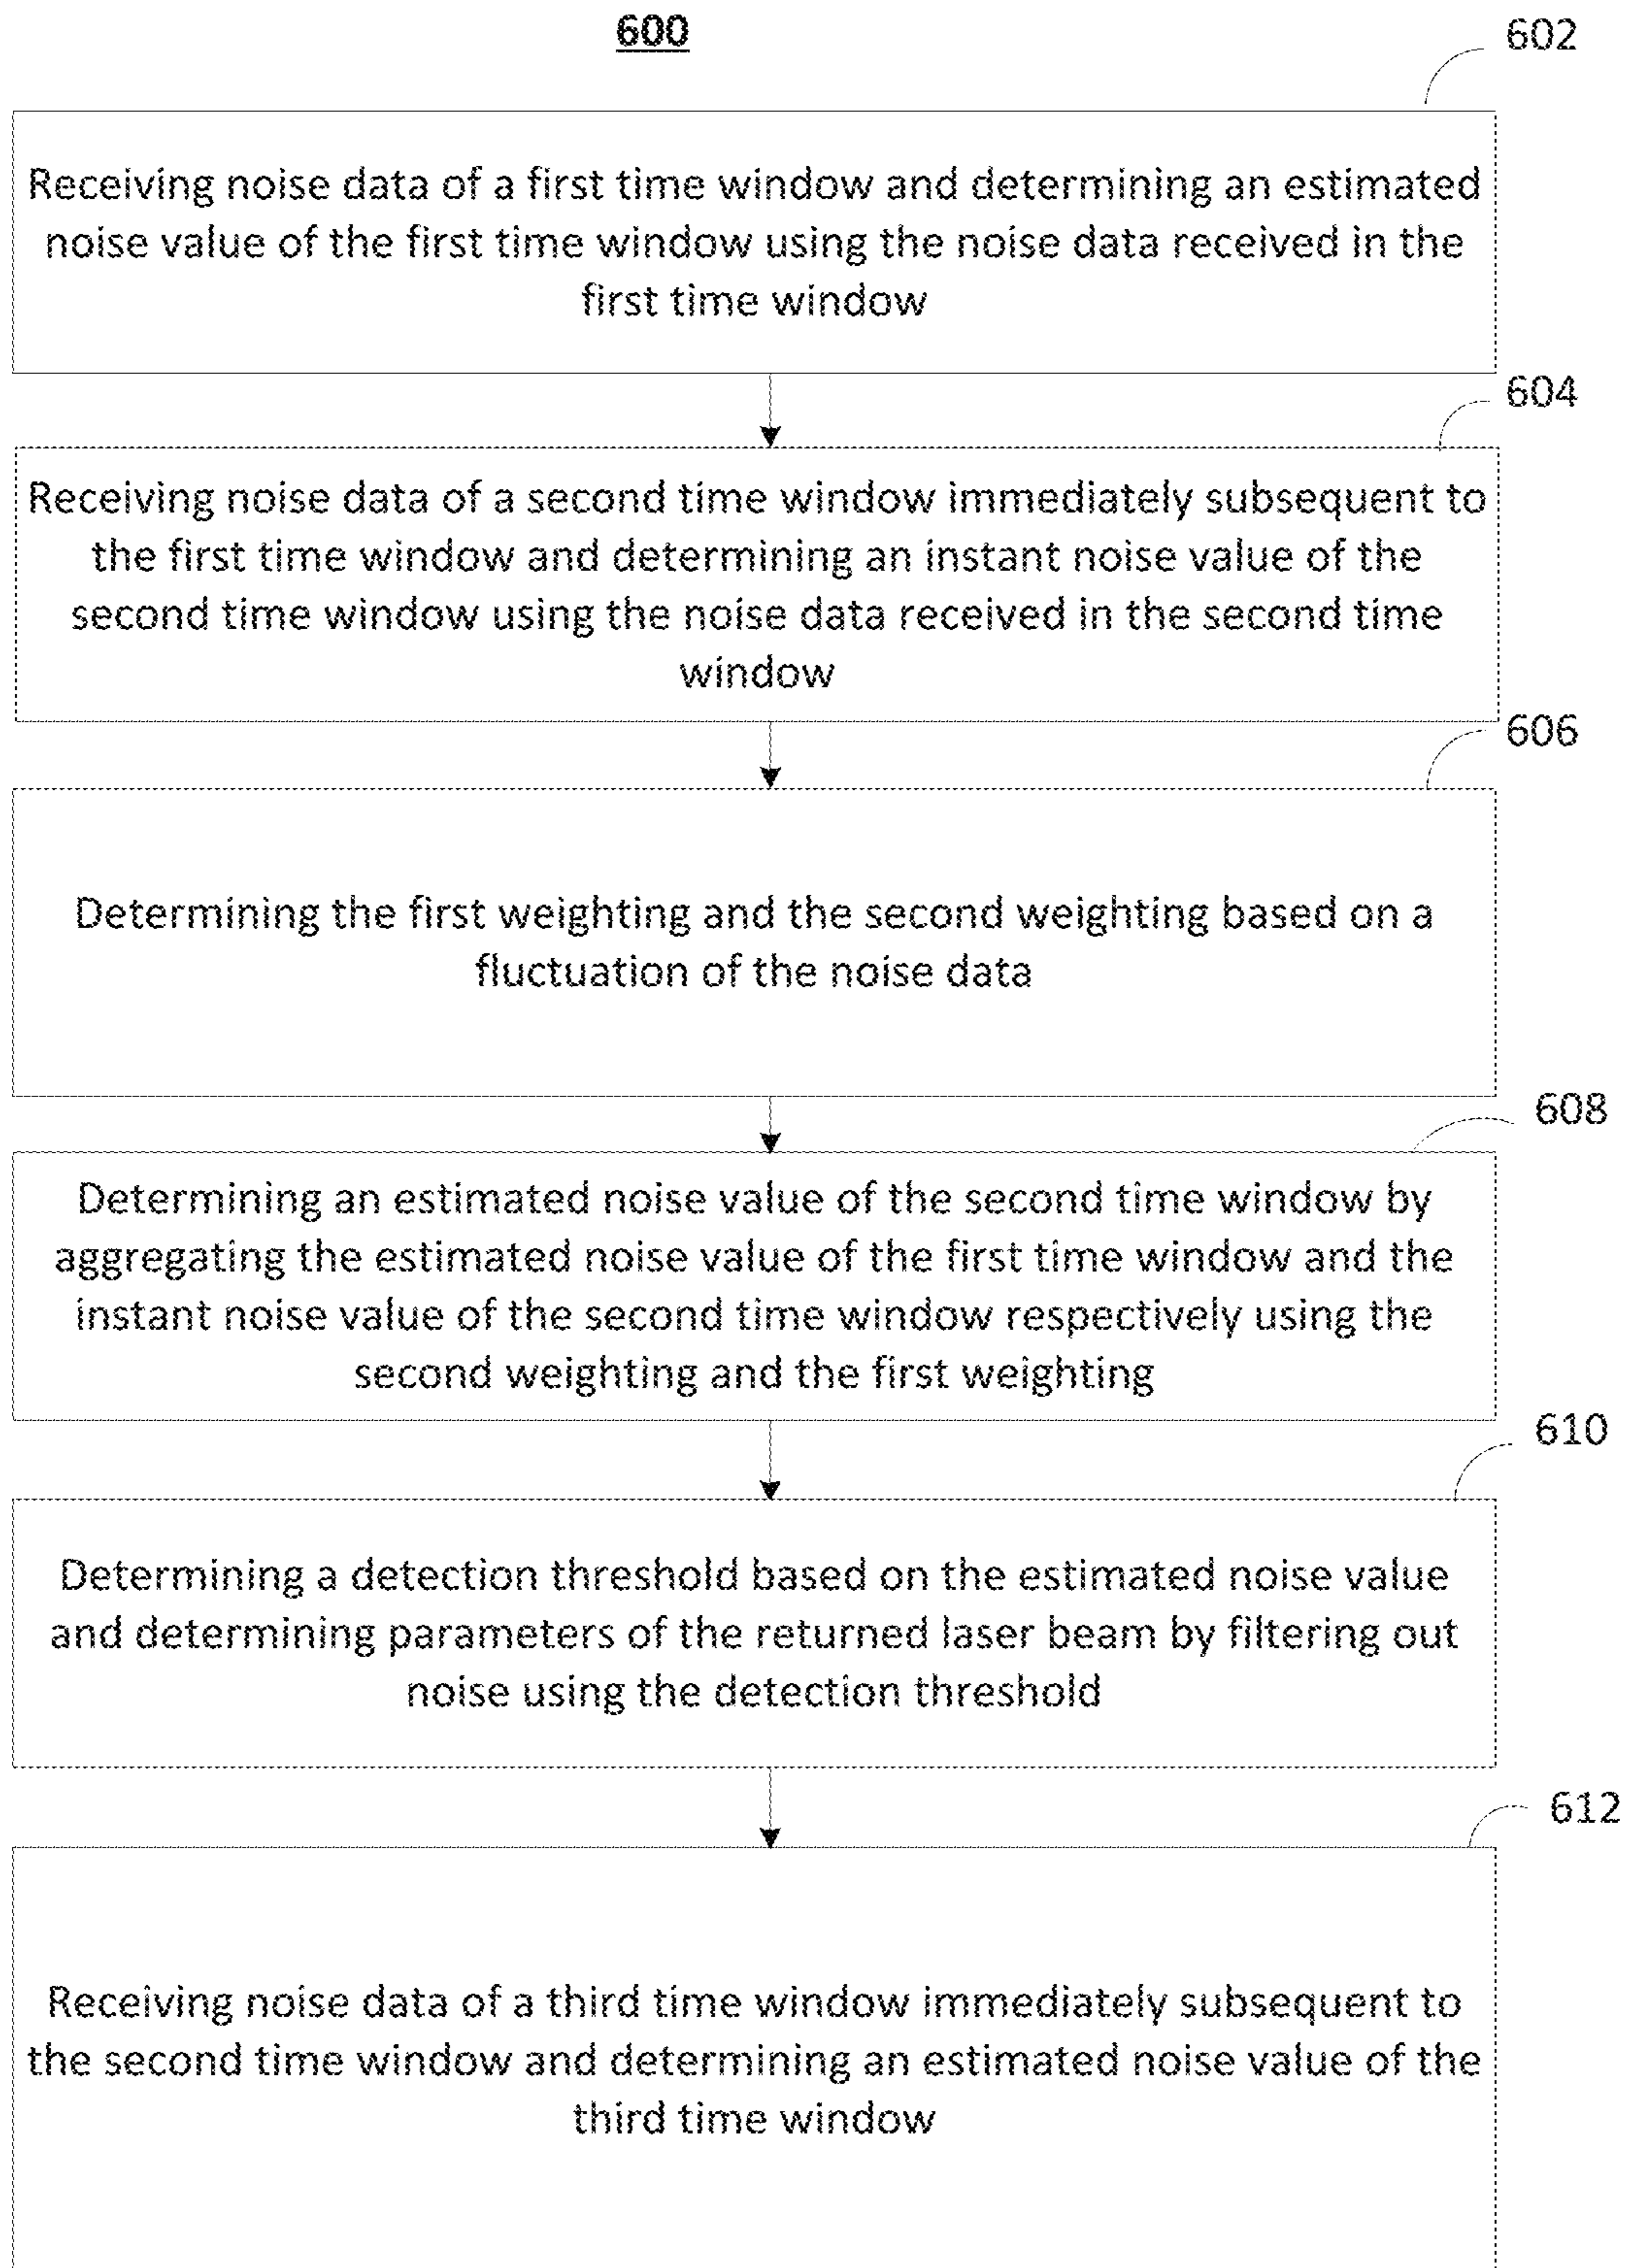 600
602
Receiving noise data of a first time window and determining an estimated
noise value of the first time window using the noise data received in the
first time window
604
Receiving noise data of a second time window immediately subsequent to
the first time window and determining an instant noise value of the
second time window using the noise data received in the second time
window
606
Determining the first weighting and the second weighting based on a
fluctuation of the noise data
608
Determining an estimated noise value of the second time window by
aggregating the estimated noise value of the first time window and the
instant noise value of the second time window respectively using the
second weighting and the first weighting
610
Determining a detection threshold based on the estimated noise value
and determining parameters of the returned laser beam by filtering out
noise using the detection threshold
612
Receiving noise data of a third time window immediately subsequent to
the second time window and determining an estimated noise value of the
third time window